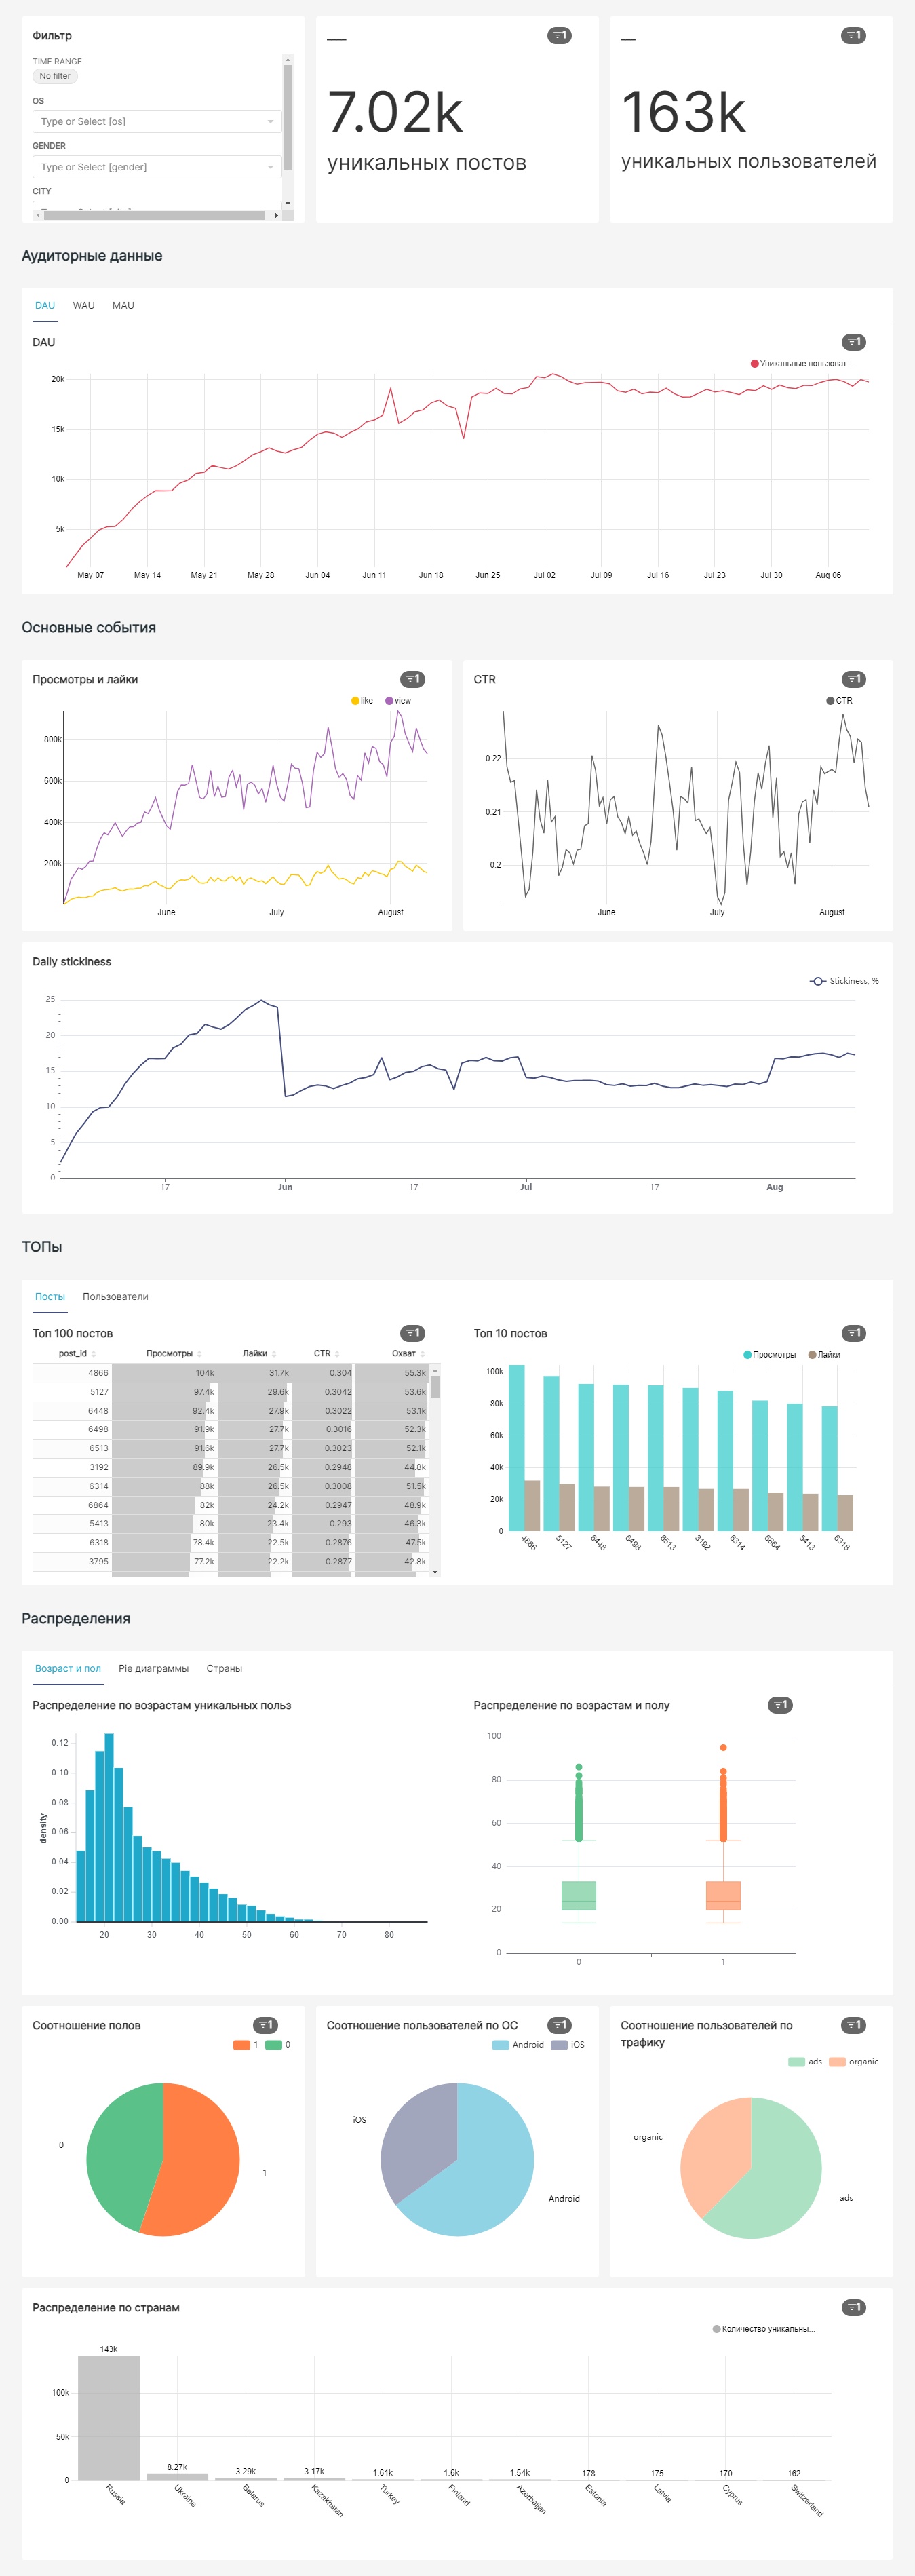 Фильтр
TIME RANGE
No filter
OS
Type or Select [os]
GENDER
Type or Select [gender]
CITY
1
7.02k
уникальных постов
1
163k
уникальных пользователей
Аудиторные данные
DAU WAU MAU
DAU
1
Уникальные пользоват...
20k
15k
10k
5k
May 07 May 14 May 21 May 28 Jun 04 Jun 11 Jun 18 Jun 25 Jul 02 Jul 09 Jul 16 Jul 23 Jul 30 Aug 06
Основные события
Просмотры и лайки
1
like view
800k
600k
400k
200k
June July August
CTR
1
CTR
0.22
0.21
0.2
June July August
Daily stickiness
Stickiness, %
25
20
15
10
5
0
17 Jun 17 Jul 17 Aug
ТОПы
Посты Пользователи
Топ 100 постов
1
post_id Просмотры Лайки CTR Охват
4866 104k 31.7k 0.304 55.3k
5127 97.4k 29.6k 0.3042 53.6k
6448 92.4k 27.9k 0.3022 53.1k
6498 91.9k 27.7k 0.3016 52.3k
6513 91.6k 27.7k 0.3023 52.1k
3192 89.9k 26.5k 0.2948 44.8k
6314 88k 26.5k 0.3008 51.5k
6864 82k 24.2k 0.2947 48.9k
5413 80k 23.4k 0.293 46.3k
6318 78.4k 22.5k 0.2876 47.5k
3795 77.2k 22.2k 0.2877 42.8k
Топ 10 постов
1
Просмотры Лайки
100k
80k
60k
40k
20k
0
4866 5127 6448 6498 6513 3192 6314 6864 5413 6318
Распределения
Возраст и пол Pie диаграммы Страны
Распределение по возрастам уникальных польз
0.12
0.10
0.08
0.06
0.04
0.02
0.00
density
20 30 40 50 60 70 80
Распределение по возрастам и полу
1
100
80
60
40
20
0
0 1
Соотношение полов
1
1 0
0
1
Соотношение пользователей по ОС
1
Android iOS
iOS
Android
Соотношение пользователей по
трафику
1
ads organic
organic
ads
Распределение по странам
1
Количество уникальны...
143k
100k
50k
0
8.27k 3.29k 3.17k 1.61k 1.6k 1.54k 178 175 170 162
Russia Ukraine Belarus Kazakhstan Turkey Finland Azerbaijan Estonia Latvia Cyprus Switzerland